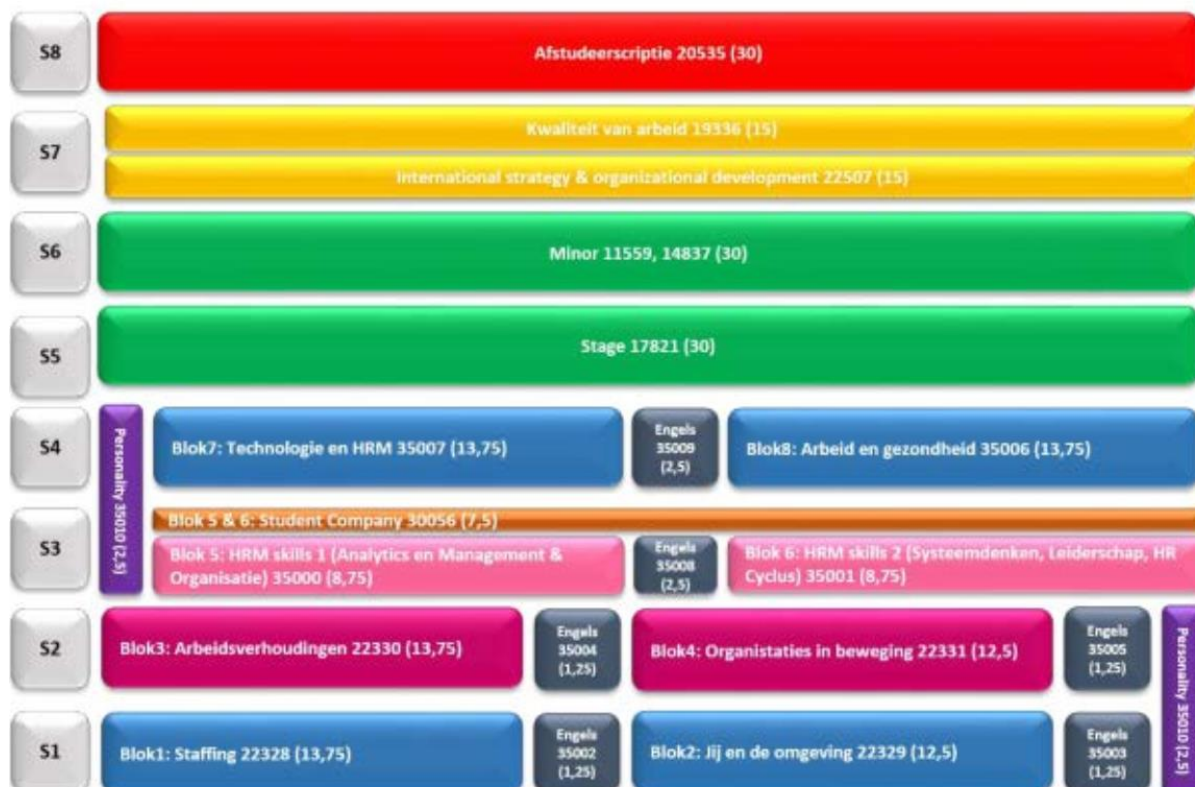 S8
Afstudeerscriptie 20535 (30)
S7
Kwaliteit van arbeid 19336 (15)
International strategy & organizational development 22507 (15)
S6
Minor 11559, 14837 (30)
S5
Stage 17821 (30)
S4
Personality 35010 (2,5)
Blok7: Technologie en HRM 35007 (13,75)
Engels
35009
(2,5)
Blok8: Arbeid en gezondheid 35006 (13,75)
S3
Blok 5 & 6: Student Company 30056 (7,5)
Blok 5: HRM skills 1 (Analytics en Management &
Organisatie) 35000 (8,75)
Engels
35008
(2,5)
Blok 6: HRM skills 2 (Systeemdenken, Leiderschap, HR
Cyclus) 35001 (8,75)
S2
Blok3: Arbeidsverhoudingen 22330 (13,75)
Engels
35004
(1,25)
Blok4: Organistaties in beweging 22331 (12,5)
Engels
35005
(1,25)
Personality 35010 (2,5)
S1
Blok1: Staffing 22328 (13,75)
Engels
35002
(1,25)
Blok2: Jij en de omgeving 22329 (12,5)
Engels
35003
(1,25)